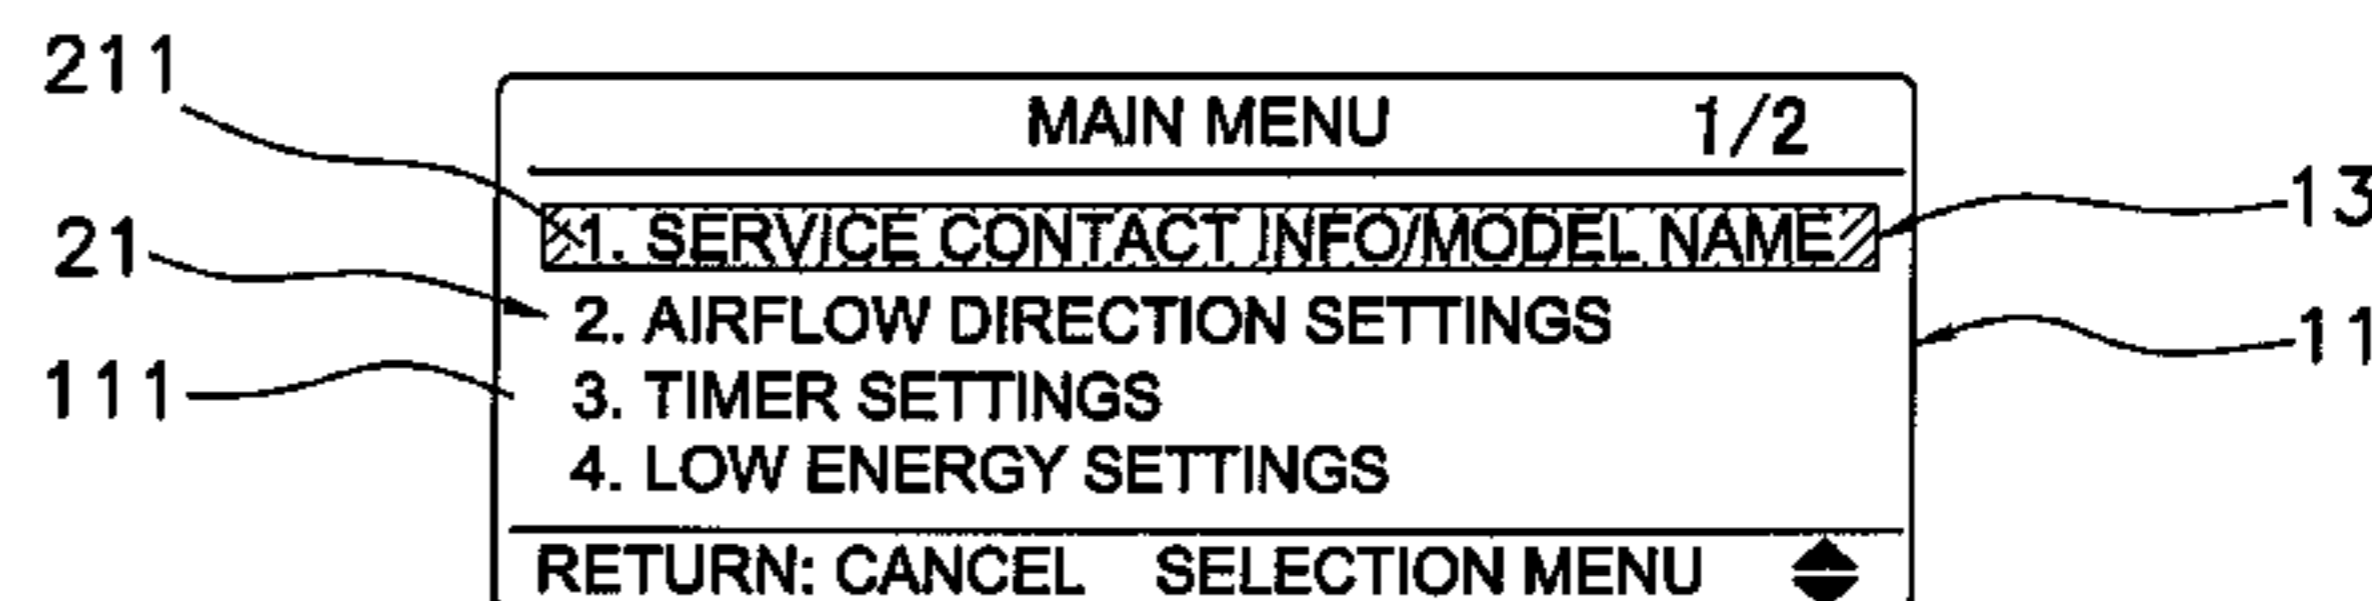 211
MAIN MENU 1/2
13
1. SERVICE CONTACT INFO/MODEL NAME
21
2. AIRFLOW DIRECTION SETTINGS
11
111
3. TIMER SETTINGS
4. LOW ENERGY SETTINGS
RETURN: CANCEL SELECTION MENU